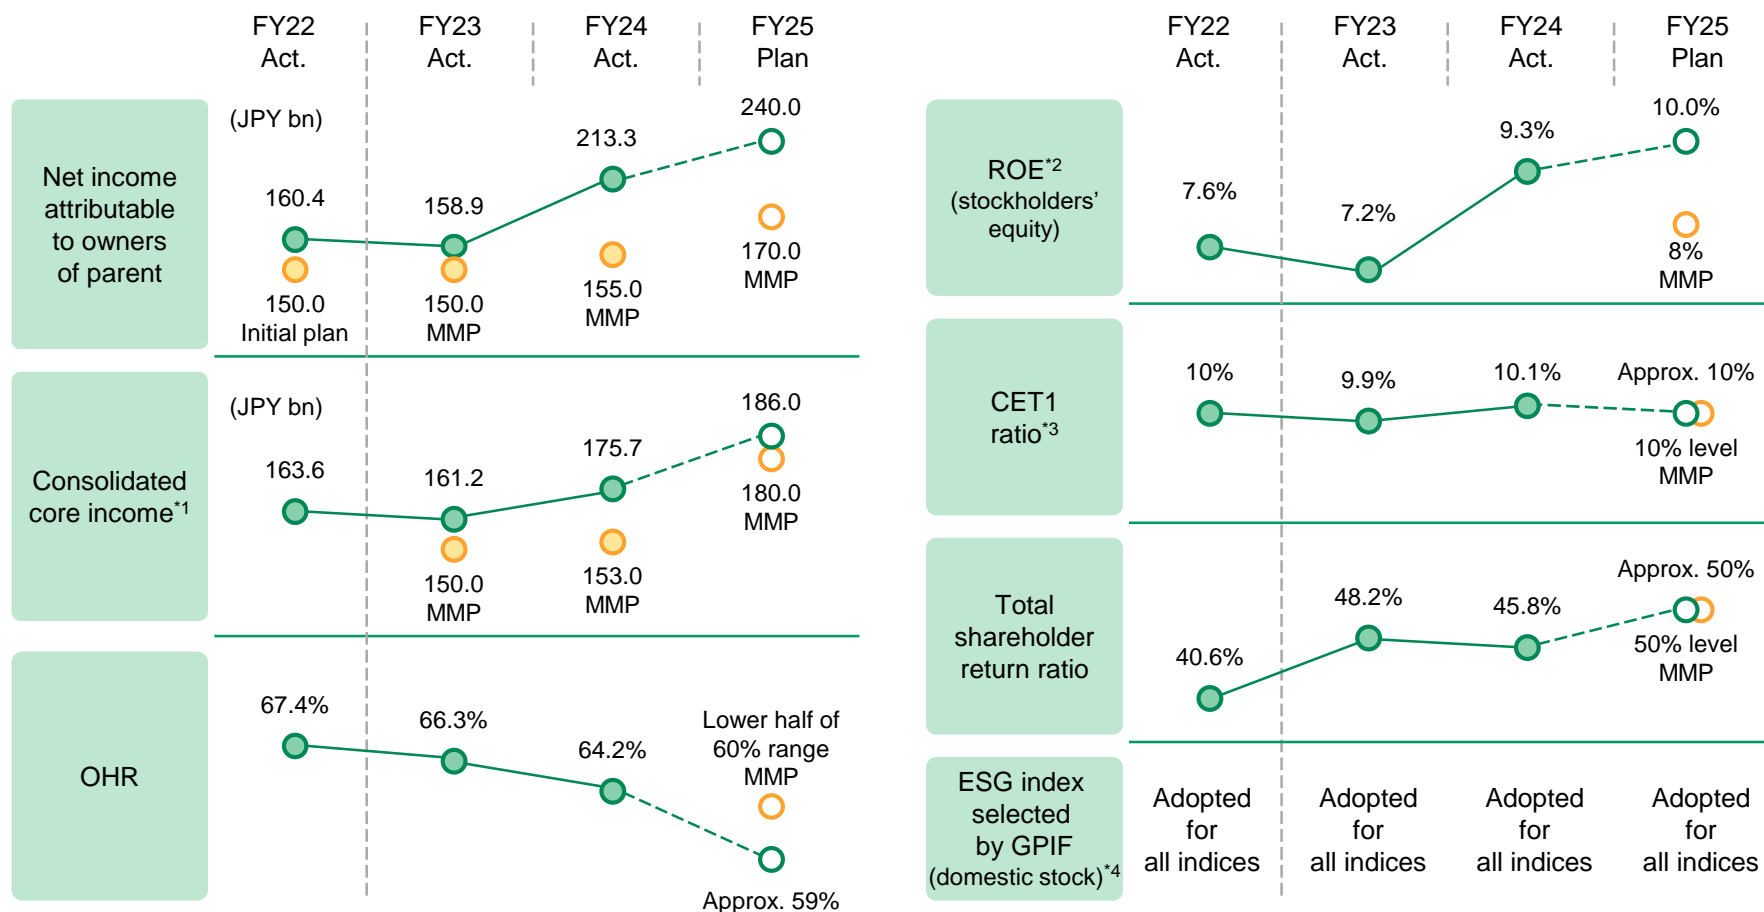 FY22
Act.
FY23
Act.
FY24
Act.
FY25
Plan
Net income
attributable
to owners
of parent
(JPY bn)
160.4
158.9
213.3
240.0
150.0
Initial plan
150.0
MMP
155.0
MMP
170.0
MMP
Consolidated
core income*1
(JPY bn)
163.6
161.2
175.7
186.0
150.0
MMP
153.0
MMP
180.0
MMP
OHR
67.4%
66.3%
64.2%
Lower half of
60% range
MMP
Approx. 59%
FY22
Act.
FY23
Act.
FY24
Act.
FY25
Plan
ROE*2
(stockholders'
equity)
7.6%
7.2%
9.3%
10.0%
8%
MMP
CET1
ratio*3
10%
9.9%
10.1%
Approx. 10%
10% level
MMP
Total
shareholder
return ratio
40.6%
48.2%
45.8%
Approx. 50%
50% level
MMP
ESG index
selected
by GPIF
(domestic stock)*4
Adopted
for
all indices
Adopted
for
all indices
Adopted
for
all indices
Adopted
for
all indices